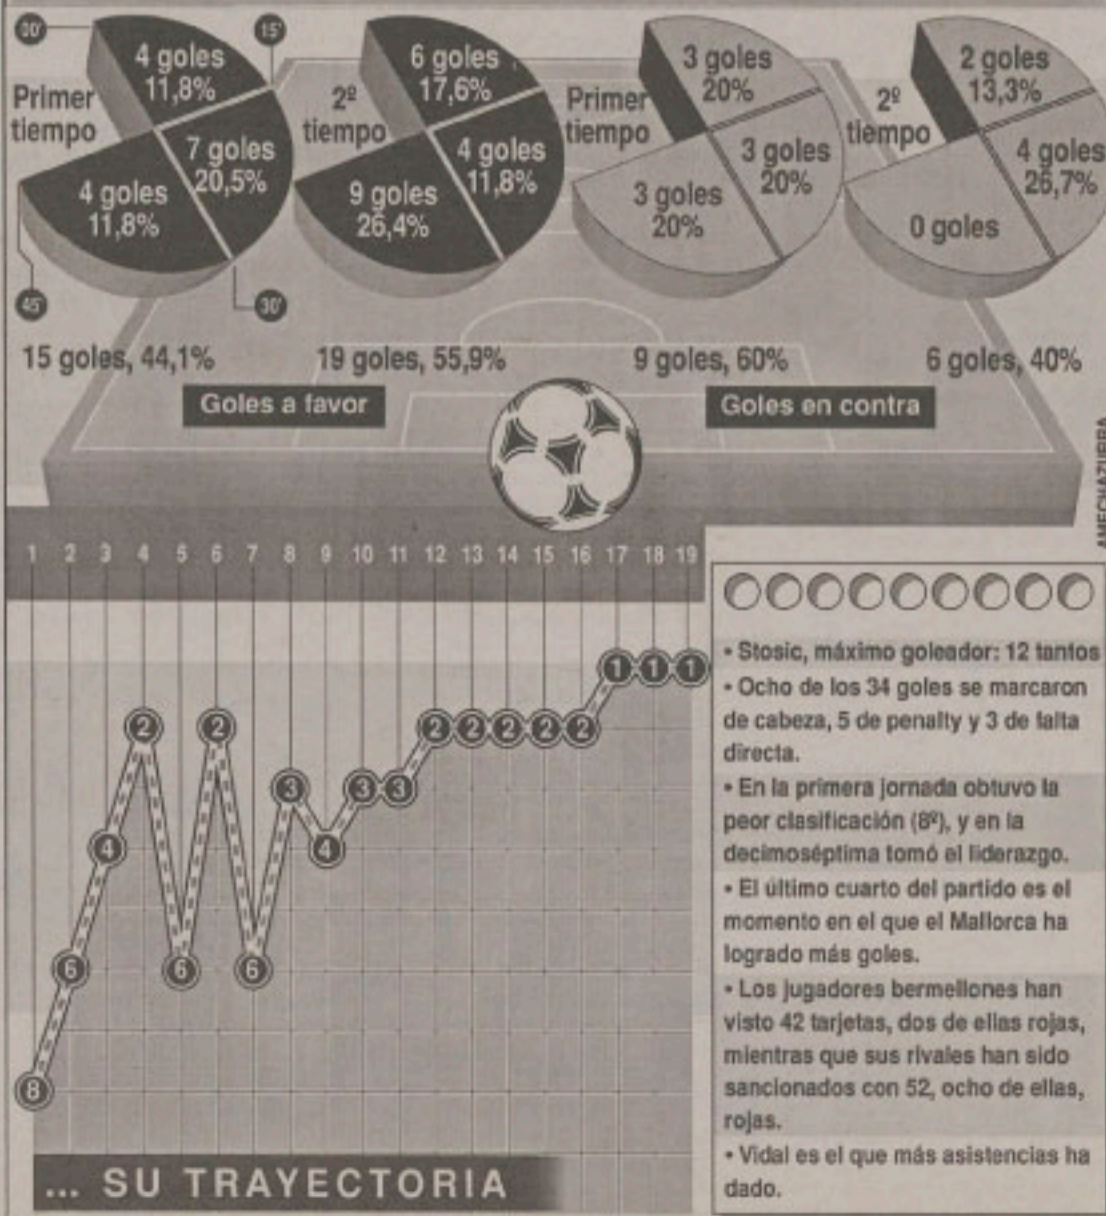 00'
15'
4 goles
11,8%
Primer
tiempo
7 goles
20,5%
4 goles
11,8%
45'
30'
6 goles
17,6%
2º
tiempo
4 goles
11,8%
9 goles
26,4%
3 goles
20%
Primer
tiempo
3 goles
20%
3 goles
20%
2 goles
13,3%
2º
tiempo
4 goles
26,7%
0 goles
15 goles, 44,1%
19 goles, 55,9%
9 goles, 60%
6 goles, 40%
Goles a favor
Goles en contra
AMECHAZURRA
1 2 3 4 5 6 7 8 9 10 11 12 13 14 15 16 17 18 19
8 6 4 2 6 2 6 3 4 3 3 2 2 2 2 2 1 1 1
... SU TRAYECTORIA
• Stosic, máximo goleador: 12 tantos
• Ocho de los 34 goles se marcaron
de cabeza, 5 de penalty y 3 de falta
directa.
• En la primera jornada obtuvo la
peor clasificación (8º), y en la
decimoséptima tomó el liderazgo.
• El último cuarto del partido es el
momento en el que el Mallorca ha
logrado más goles.
• Los jugadores bermellones han
visto 42 tarjetas, dos de ellas rojas,
mientras que sus rivales han sido
sancionados con 52, ocho de ellas,
rojas.
• Vidal es el que más asistencias ha
dado.